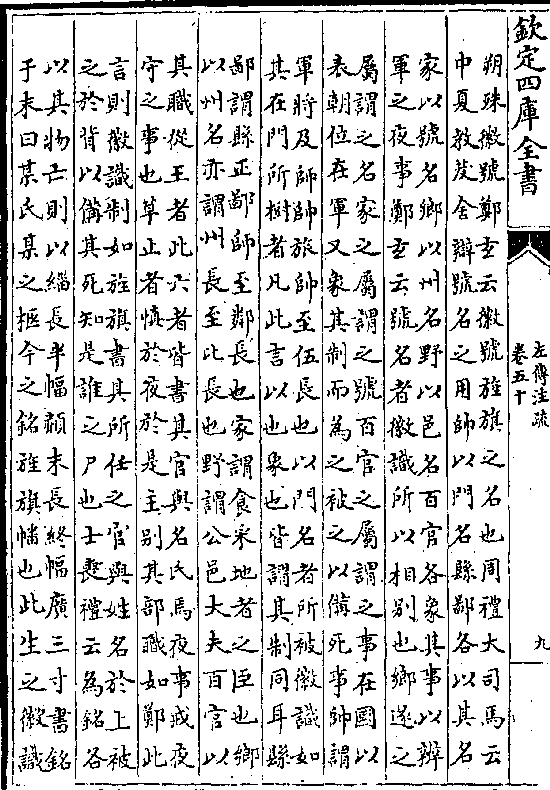 欽定四庫全書
左傳注疏
卷五十
九
朔殊徽號鄭玄云徽號旌旗之名也周禮大司馬云
中夏教茇舍辨號名之用帥以門名縣鄙各以其名
家以號名鄉以州名野以邑名百官各象其事以辨
軍之夜事鄭玄云號名者徽識所以相別也鄉遂之
屬謂之名家之屬謂之號百官之屬謂之事在國以
表朝位在軍又象其制而為之被之以備死事帥謂
軍將及師帥旅帥至伍長也以門名者所被徽識如
其在門所樹者凡此言以也象也皆謂其制同耳縣
鄙謂縣正鄙師至鄰長也家謂食采地者之臣也鄉
以州名亦謂州長至比長也野謂公邑大夫百官以
其職從王者此六者皆書其官與名氏焉夜事戒夜
守之事也草止者慎於夜於是主別其部職如鄭此
言則徽識制如旌旗書其所任之官與姓名於上被
之於背以備其死知是誰之尸也士喪禮云為銘各
以其物亡則以緇長半幅赬末長終幅廣三寸書銘
于末曰某氏某之柩今之銘旌旗幡也此生之徽識